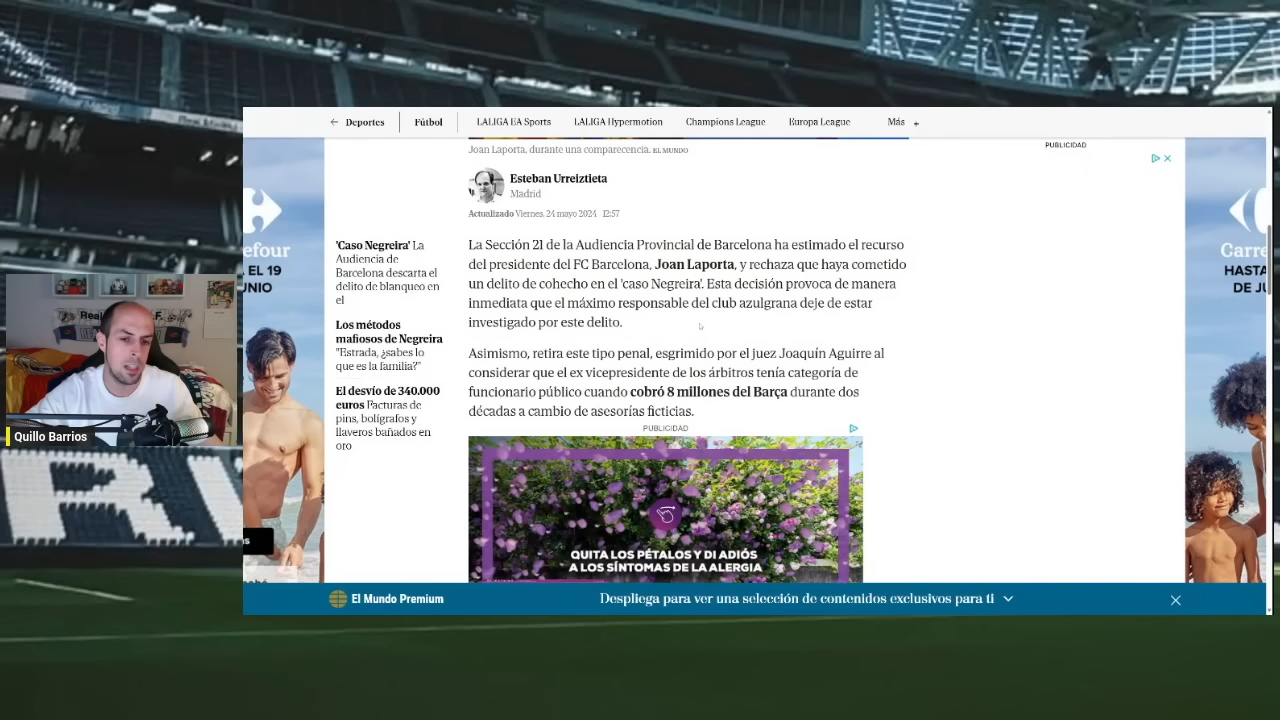 ← Deportes
Fútbol
LALIGA EA Sports
LALIGA Hypermotion
Champions League
Europa League
Más +
Joan Laporta, durante una comparecencia. EL MUNDO
PUBLICIDAD
Esteban Urreiztieta
Madrid
Actualizado Viernes, 24 mayo 2024 12:57
'Caso Negreira' La
Audiencia de
Barcelona descarta el
delito de blanqueo en
el
Los métodos
mafiosos de Negreira
"Estrada, ¿sabes lo
que es la familia?"
El desvío de 340.000
euros Facturas de
pins, bolígrafos y
llaveros bañados en
oro
La Sección 21 de la Audiencia Provincial de Barcelona ha estimado el recurso
del presidente del FC Barcelona, Joan Laporta, y rechaza que haya cometido
un delito de cohecho en el 'caso Negreira'. Esta decisión provoca de manera
inmediata que el máximo responsable del club azulgrana deje de estar
investigado por este delito.
Asimismo, retira este tipo penal, esgrimido por el juez Joaquín Aguirre al
considerar que el ex vicepresidente de los árbitros tenía categoría de
funcionario público cuando cobró 8 millones del Barça durante dos
décadas a cambio de asesorías ficticias.
PUBLICIDAD
QUITA LOS PÉTALOS Y DI ADIÓS
A LOS SÍNTOMAS DE LA ALERGIA
efour
EL 19
UNIO
Carre
HASTA
DE JU
Quillo Barrios
El Mundo Premium
Despliega para ver una selección de contenidos exclusivos para ti